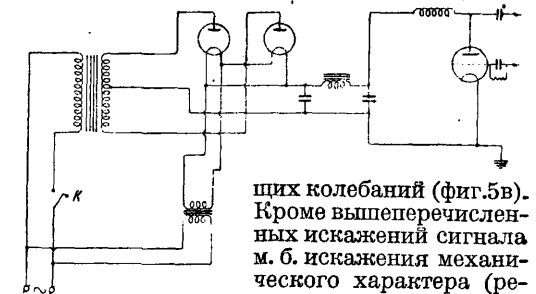 K
щих колебаний (фиг.5в).
Кроме вышеперечислен-
ных искажений сигнала
м. б. искажения механи-
ческого характера (ре-